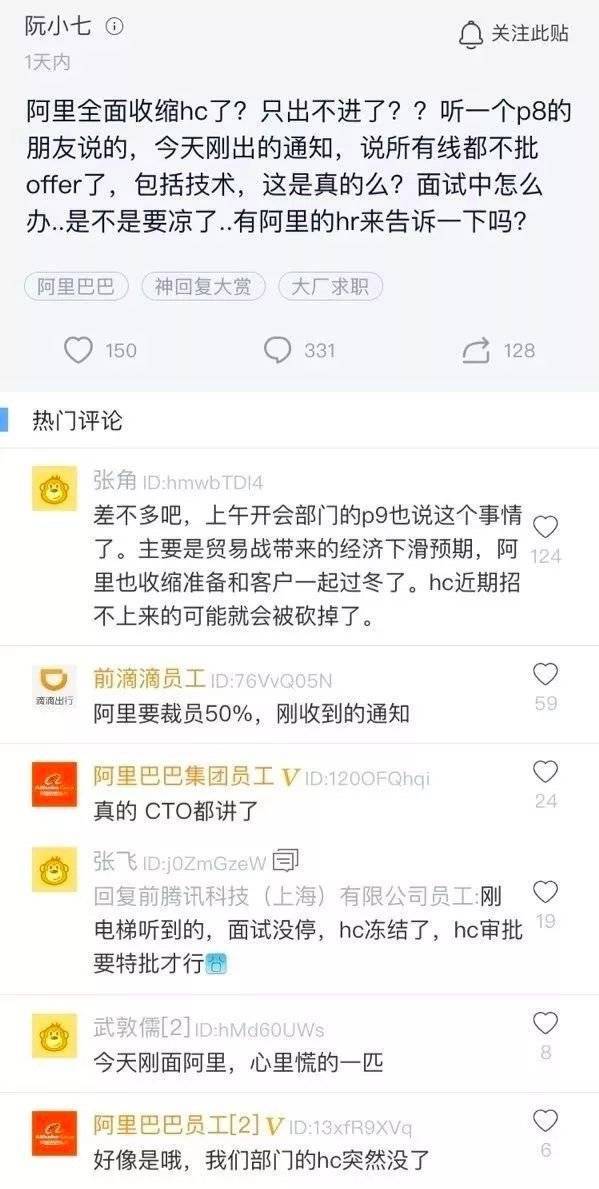 阮小七
关注此贴
1天内
阿里全面收缩hc了？只出不进了？？听一个p8的
朋友说的，今天刚出的通知，说所有线都不批
offer了，包括技术，这是真的么？面试中怎么
办..是不是要凉了..有阿里的hr来告诉一下吗？
阿里巴巴 神回复大赏 大厂求职
150 331 128
热门评论
张角 ID:hmwbTDI4
差不多吧，上午开会部门的p9也说这个事情
了。主要是贸易战带来的经济下滑预期，阿
里也收缩准备和客户一起过冬了。hc近期招
不上来的可能就会被砍掉了。
124
前滴滴员工 ID:76VvQ05N
滴滴出行
阿里要裁员50%，刚收到的通知
59
阿里巴巴集团员工 V ID:120OFQhqi
真的 CTO都讲了
24
张飞 ID:j0ZmGzeW
回复前腾讯科技（上海）有限公司员工:刚
电梯听到的，面试没停，hc冻结了，hc审批
要特批才行
19
武敦儒[2] ID:hMd60UWs
今天刚面阿里，心里慌的一匹
8
阿里巴巴员工[2] V ID:13xfR9XVq
好像是哦，我们部门的hc突然没了
6